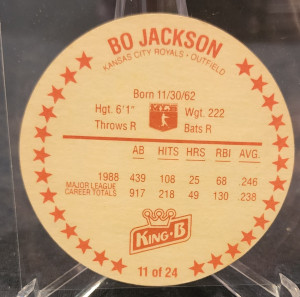 BO JACKSON
KANSAS CITY ROYALS - OUTFIELD
Born 11/30/62
Hgt. 6'1" Wgt. 222
Throws R Bats R
AB HITS HRS RBI AVG.
1988 439 108 25 68 .246
MAJOR LEAGUE
CAREER TOTALS 917 218 49 130 .238
KING-B
11 of 24